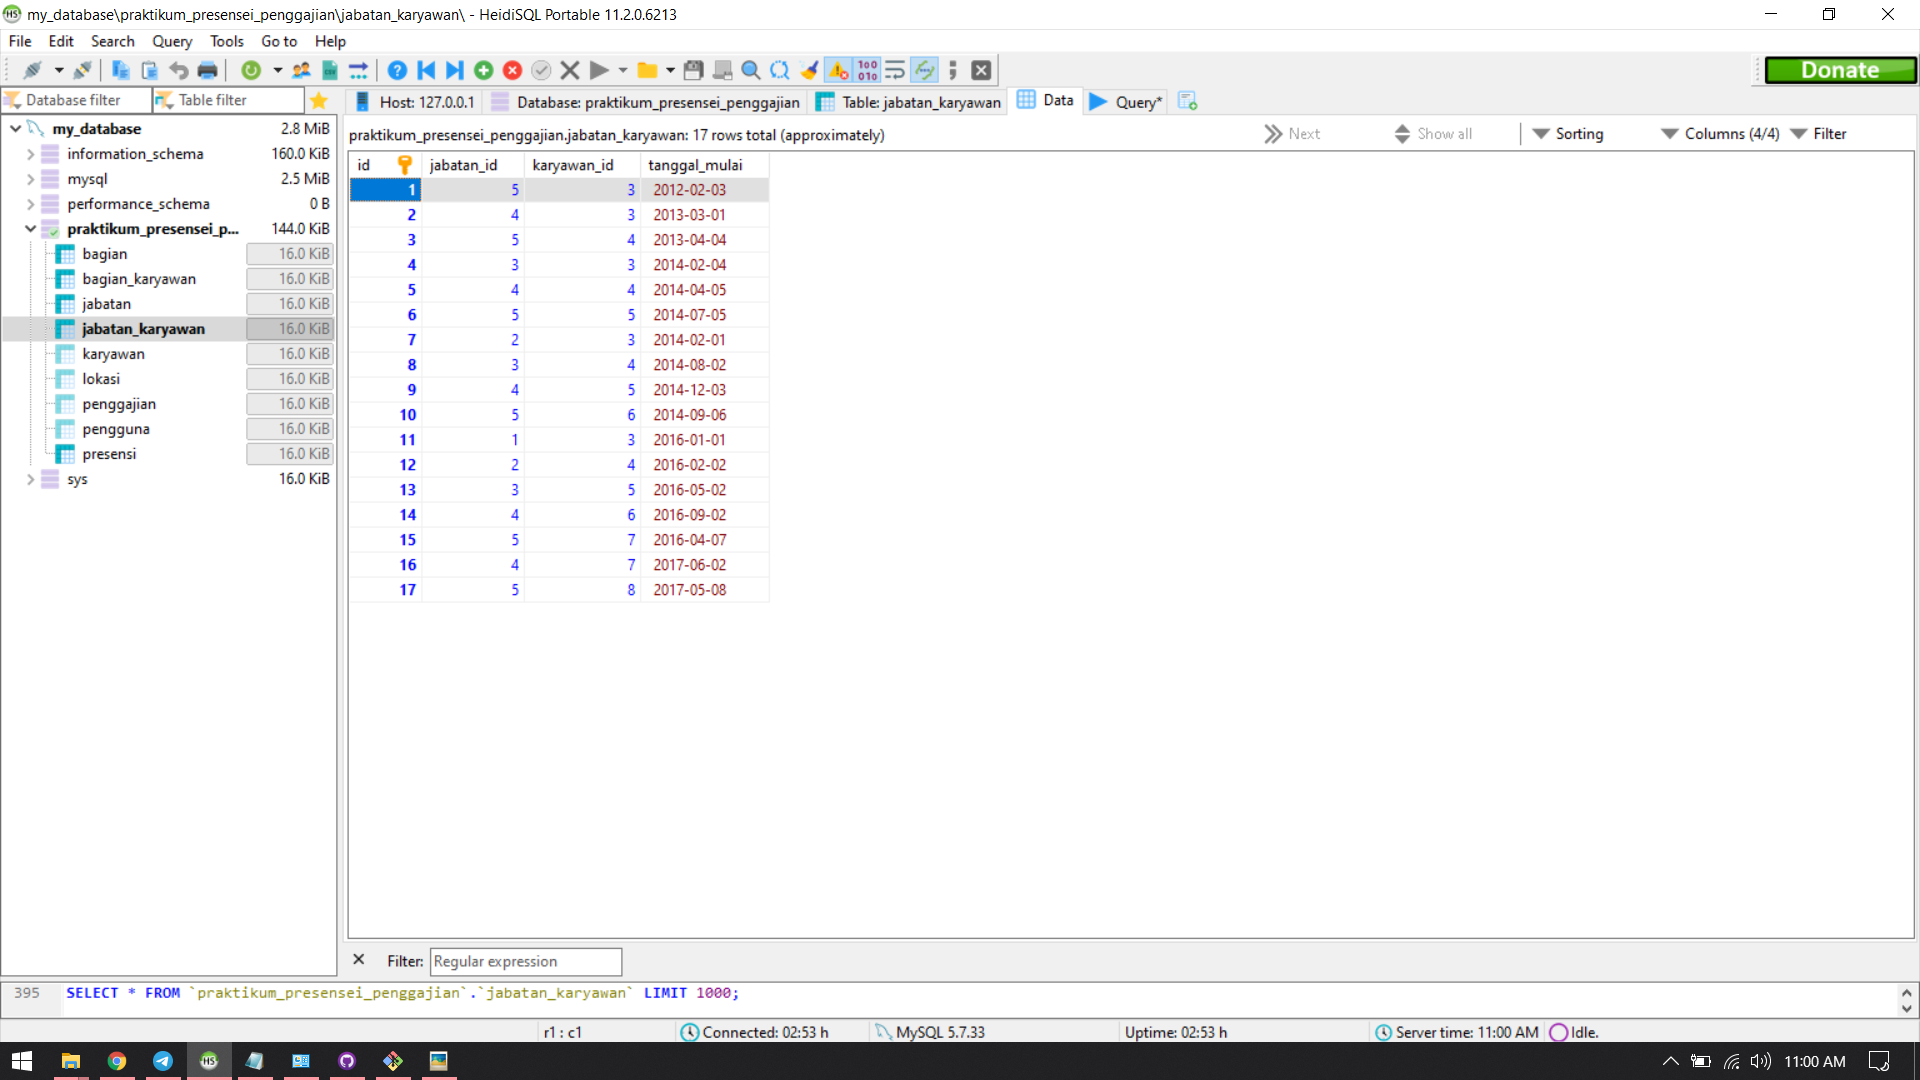 my_database\praktikum_presensei_penggajian\jabatan_karyawan\ - HeidiSQL Portable 11.2.0.6213
File Edit Search Query Tools Go to Help
Donate
Database filter Table filter
Host: 127.0.0.1 Database: praktikum_presensei_penggajian Table: jabatan_karyawan Data Query*
my_database 2.8 MiB
information_schema 160.0 KiB
mysql 2.5 MiB
performance_schema 0 B
praktikum_presensei_p... 144.0 KiB
bagian 16.0 KiB
bagian_karyawan 16.0 KiB
jabatan 16.0 KiB
jabatan_karyawan 16.0 KiB
karyawan 16.0 KiB
lokasi 16.0 KiB
penggajian 16.0 KiB
pengguna 16.0 KiB
presensi 16.0 KiB
sys 16.0 KiB
praktikum_presensei_penggajian.jabatan_karyawan: 17 rows total (approximately) Next Show all Sorting Columns (4/4) Filter
id jabatan_id karyawan_id tanggal_mulai
1 5 3 2012-02-03
2 4 3 2013-03-01
3 5 4 2013-04-04
4 3 3 2014-02-04
5 4 4 2014-04-05
6 5 5 2014-07-05
7 2 3 2014-02-01
8 3 4 2014-08-02
9 4 5 2014-12-03
10 5 6 2014-09-06
11 1 3 2016-01-01
12 2 4 2016-02-02
13 3 5 2016-05-02
14 4 6 2016-09-02
15 5 7 2016-04-07
16 4 7 2017-06-02
17 5 8 2017-05-08
Filter: Regular expression
395 SELECT * FROM `praktikum_presensei_penggajian`.`jabatan_karyawan` LIMIT 1000;
r1 : c1 Connected: 02:53 h MySQL 5.7.33 Uptime: 02:53 h Server time: 11:00 AM Idle.
11:00 AM